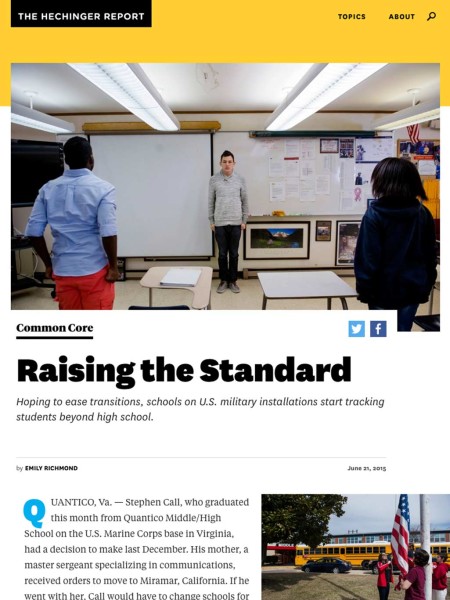 THE HECHINGER REPORT
TOPICS ABOUT
Common Core
Raising the Standard
Hoping to ease transitions, schools on U.S. military installations start tracking
students beyond high school.
by EMILY RICHMOND
June 21, 2015
QUANTICO, Va. — Stephen Call, who graduated
this month from Quantico Middle/High
School on the U.S. Marine Corps base in Virginia,
had a decision to make last December. His mother, a
master sergeant specializing in communications,
received orders to move to Miramar, California. If he
went with her, Call would have to change schools for